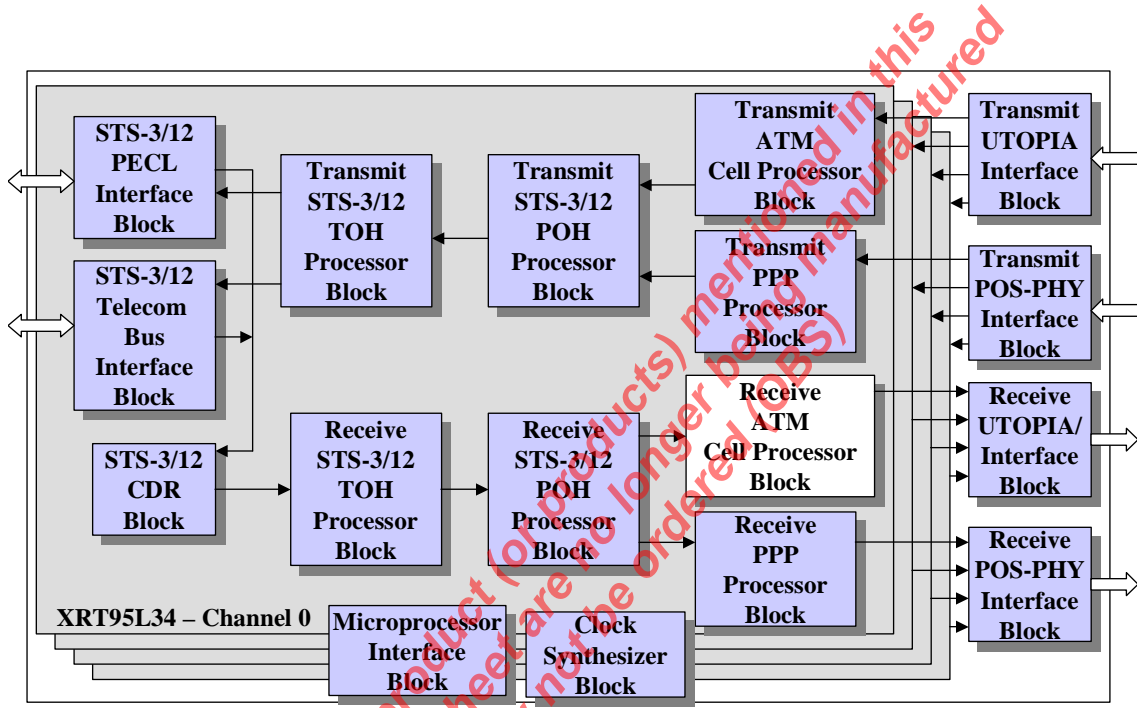 STS-3/12
PECL
Interface
Block
STS-3/12
Telecom
Bus
Interface
Block
STS-3/12
CDR
Block
Transmit
STS-3/12
TOH
Processor
Block
Transmit
STS-3/12
POH
Processor
Block
Transmit
ATM
Cell Processor
Block
Transmit
PPP
Processor
Block
Transmit
UTOPIA
Interface
Block
Transmit
POS-PHY
Interface
Block
Receive
STS-3/12
TOH
Processor
Block
Receive
STS-3/12
POH
Processor
Block
Receive
ATM
Cell Processor
Block
Receive
PPP
Processor
Block
Receive
UTOPIA/
Interface
Block
Receive
POS-PHY
Interface
Block
XRT95L34 – Channel 0
Microprocessor
Interface
Block
Clock
Synthesizer
Block
product (or products) mentioned in this
sheet are no longer being manufactured
not be ordered (OBS)